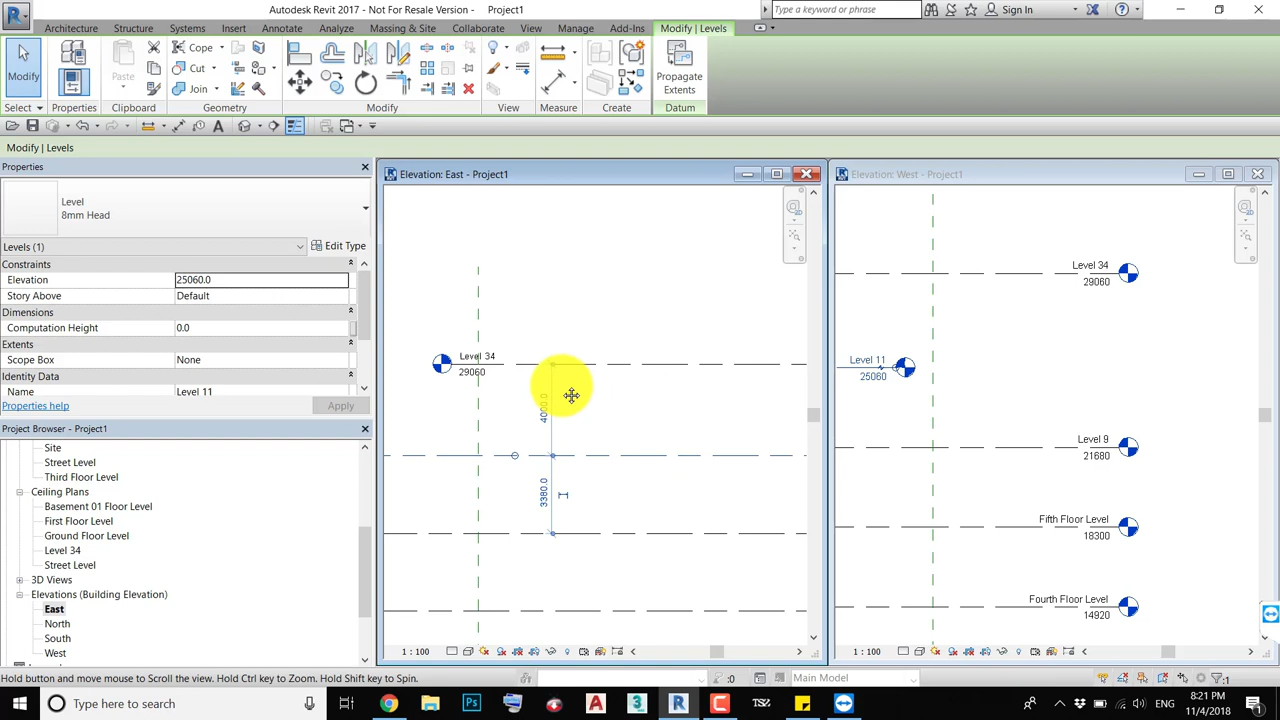 Autodesk Revit 2017 - Not For Resale Version - Project1
Type a keyword or phrase
Sign In
Architecture Structure Systems Insert Annotate Analyze Massing & Site Collaborate View Manage Add-Ins Modify | Levels
Modify
Paste
Cope
Cut
Join
Propagate
Extents
Select Properties Clipboard Geometry Modify View Measure Create Datum
Modify | Levels
Properties
Level
8mm Head
Levels (1)
Edit Type
Constraints
Elevation 25060.0
Story Above Default
Dimensions
Computation Height 0.0
Extents
Scope Box None
Identity Data
Name Level 11
Properties help
Apply
Project Browser - Project1
Site
Street Level
Third Floor Level
Ceiling Plans
Basement 01 Floor Level
First Floor Level
Ground Floor Level
Level 34
Street Level
3D Views
Elevations (Building Elevation)
East
North
South
West
Elevation: East - Project1
Level 34
29060
4000.0
3380.0
1 : 100
Elevation: West - Project1
Level 34
29060
Level 11
25060
Level 9
21680
Fifth Floor Level
18300
Fourth Floor Level
14920
1 : 100
Hold button and move mouse to Scroll the view. Hold Ctrl key to Zoom. Hold Shift key to Spin.
:0
Main Model
:1
Type here to search
Ps
A
3
R
TSZ
ENG
8:21 PM
11/4/2018